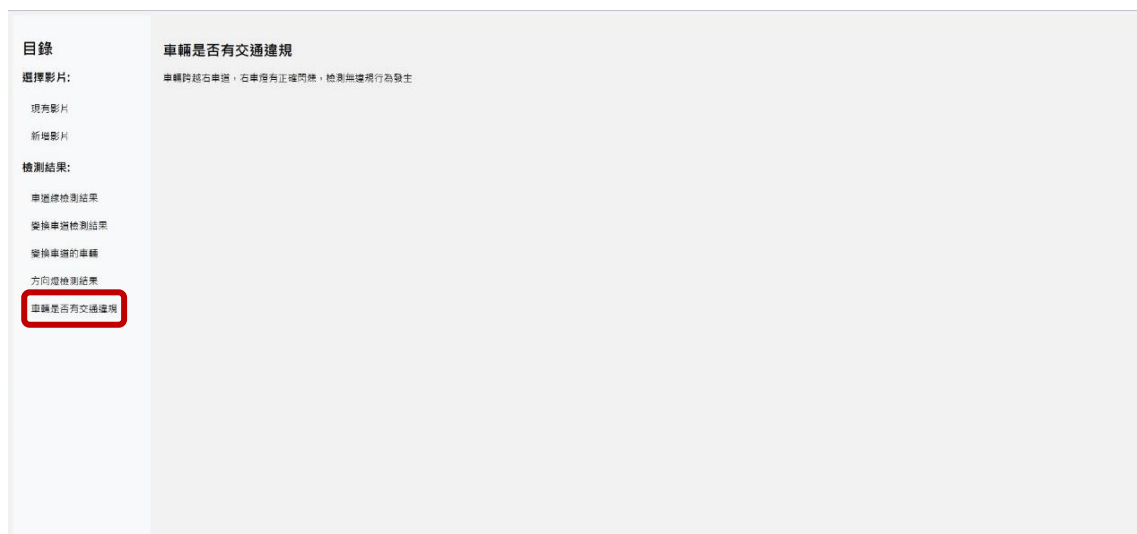 目錄
選擇影片:
現有影片
新增影片
檢測結果:
車道線檢測結果
變換車道檢測結果
變換車道的車輛
方向燈檢測結果
車輛是否有交通違規
車輛是否有交通違規
車輛跨越右車道，右車燈有正確閃爍，檢測無違規行為發生